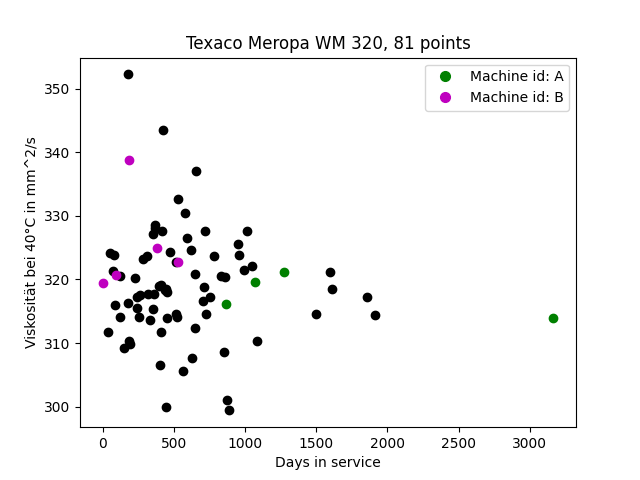 Texaco Meropa WM 320, 81 points
Machine id: A
Machine id: B
Viskosität bei 40°C in mm^2/s
350
340
330
320
310
300
0 500 1000 1500 2000 2500 3000
Days in service